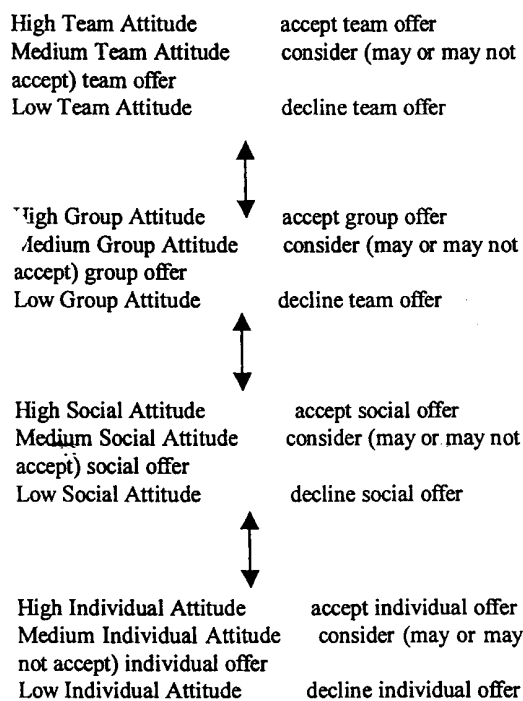 High Team Attitude accept team offer
Medium Team Attitude consider (may or may not
accept) team offer
Low Team Attitude decline team offer
High Group Attitude accept group offer
Medium Group Attitude consider (may or may not
accept) group offer
Low Group Attitude decline team offer
High Social Attitude accept social offer
Medium Social Attitude consider (may or may not
accept) social offer
Low Social Attitude decline social offer
High Individual Attitude accept individual offer
Medium Individual Attitude consider (may or may
not accept) individual offer
Low Individual Attitude decline individual offer